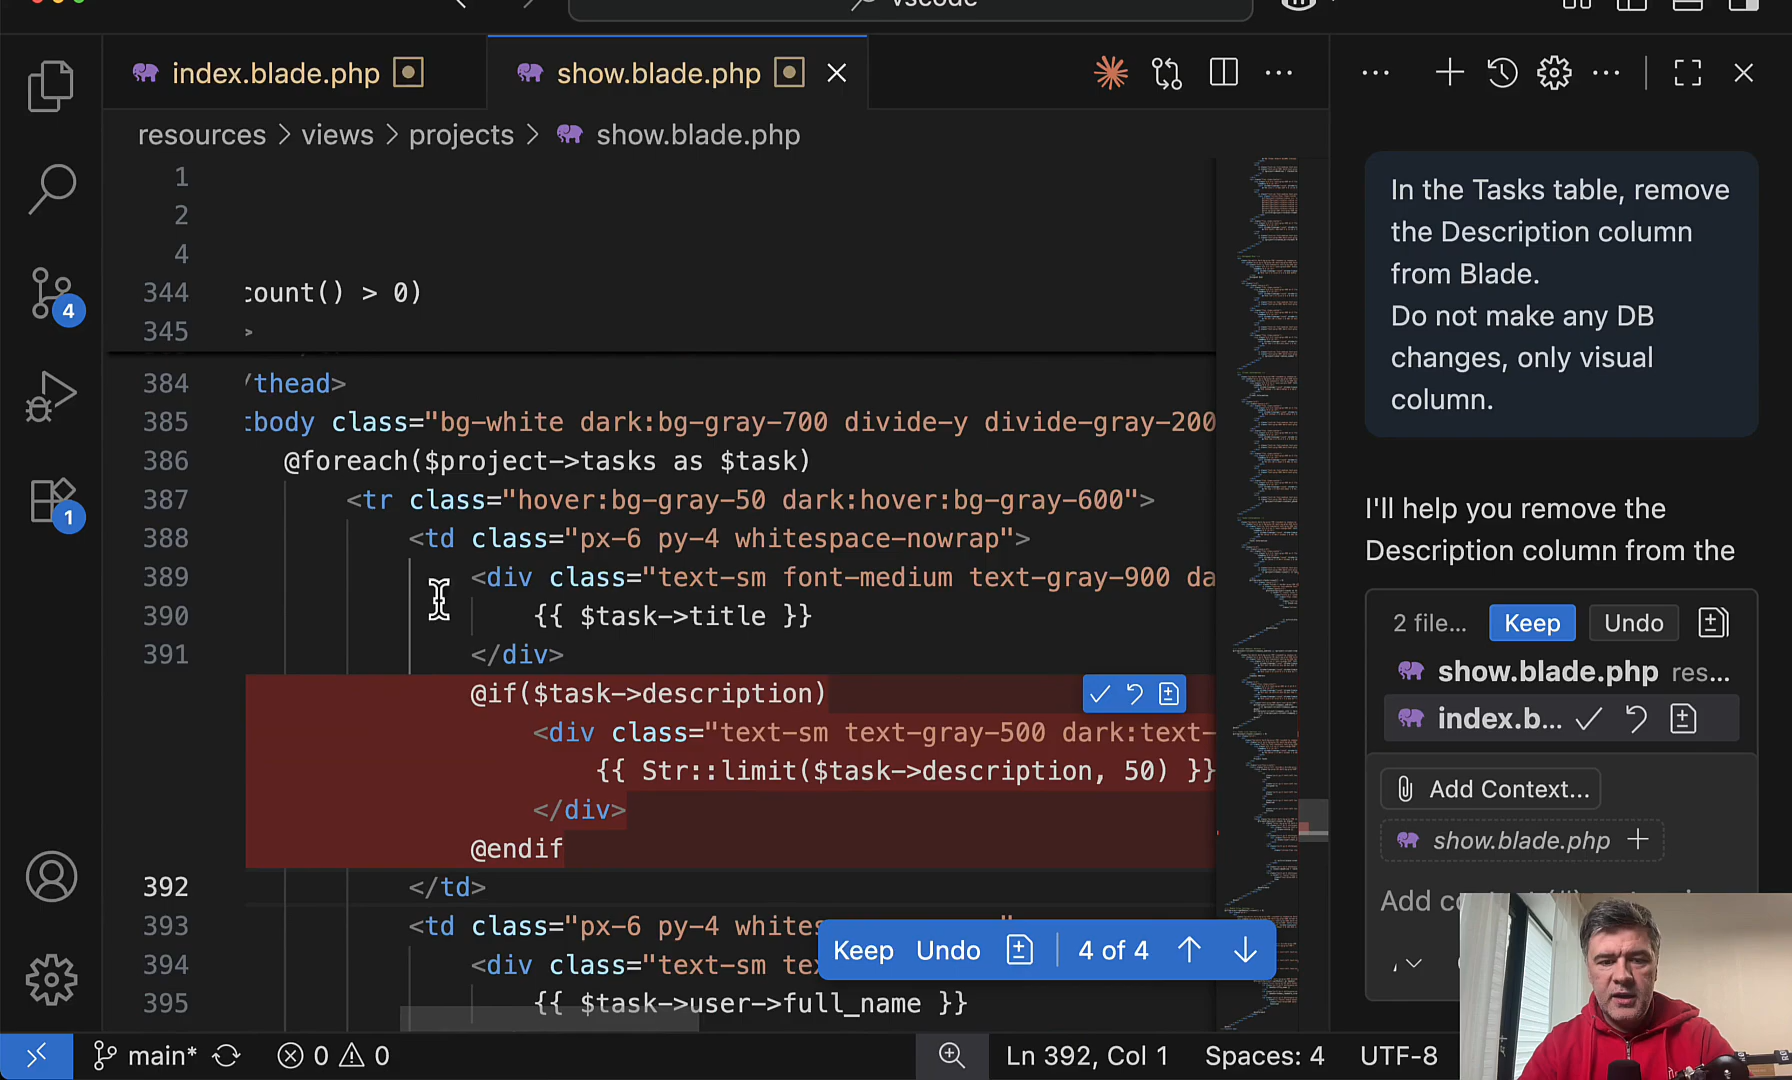 vscode
index.blade.php
show.blade.php
resources > views > projects > show.blade.php
1
2
4
344 count() > 0)
345 >
384 /thead>
385 tbody class="bg-white dark:bg-gray-700 divide-y divide-gray-200
386 @foreach($project->tasks as $task)
387 <tr class="hover:bg-gray-50 dark:hover:bg-gray-600">
388 <td class="px-6 py-4 whitespace-nowrap">
389 <div class="text-sm font-medium text-gray-900 da
390 {{ $task->title }}
391 </div>
@if($task->description)
<div class="text-sm text-gray-500 dark:text-
{{ Str::limit($task->description, 50) }}
</div>
@endif
392 </td>
393 <td class="px-6 py-4 whites
394 <div class="text-sm te
395 {{ $task->user->full_name }}
Keep Undo 4 of 4
4
1
In the Tasks table, remove
the Description column
from Blade.
Do not make any DB
changes, only visual
column.
I'll help you remove the
Description column from the
2 file... Keep Undo
show.blade.php res...
index.b...
Add Context...
show.blade.php +
Add co
main* 0 0 Ln 392, Col 1 Spaces: 4 UTF-8